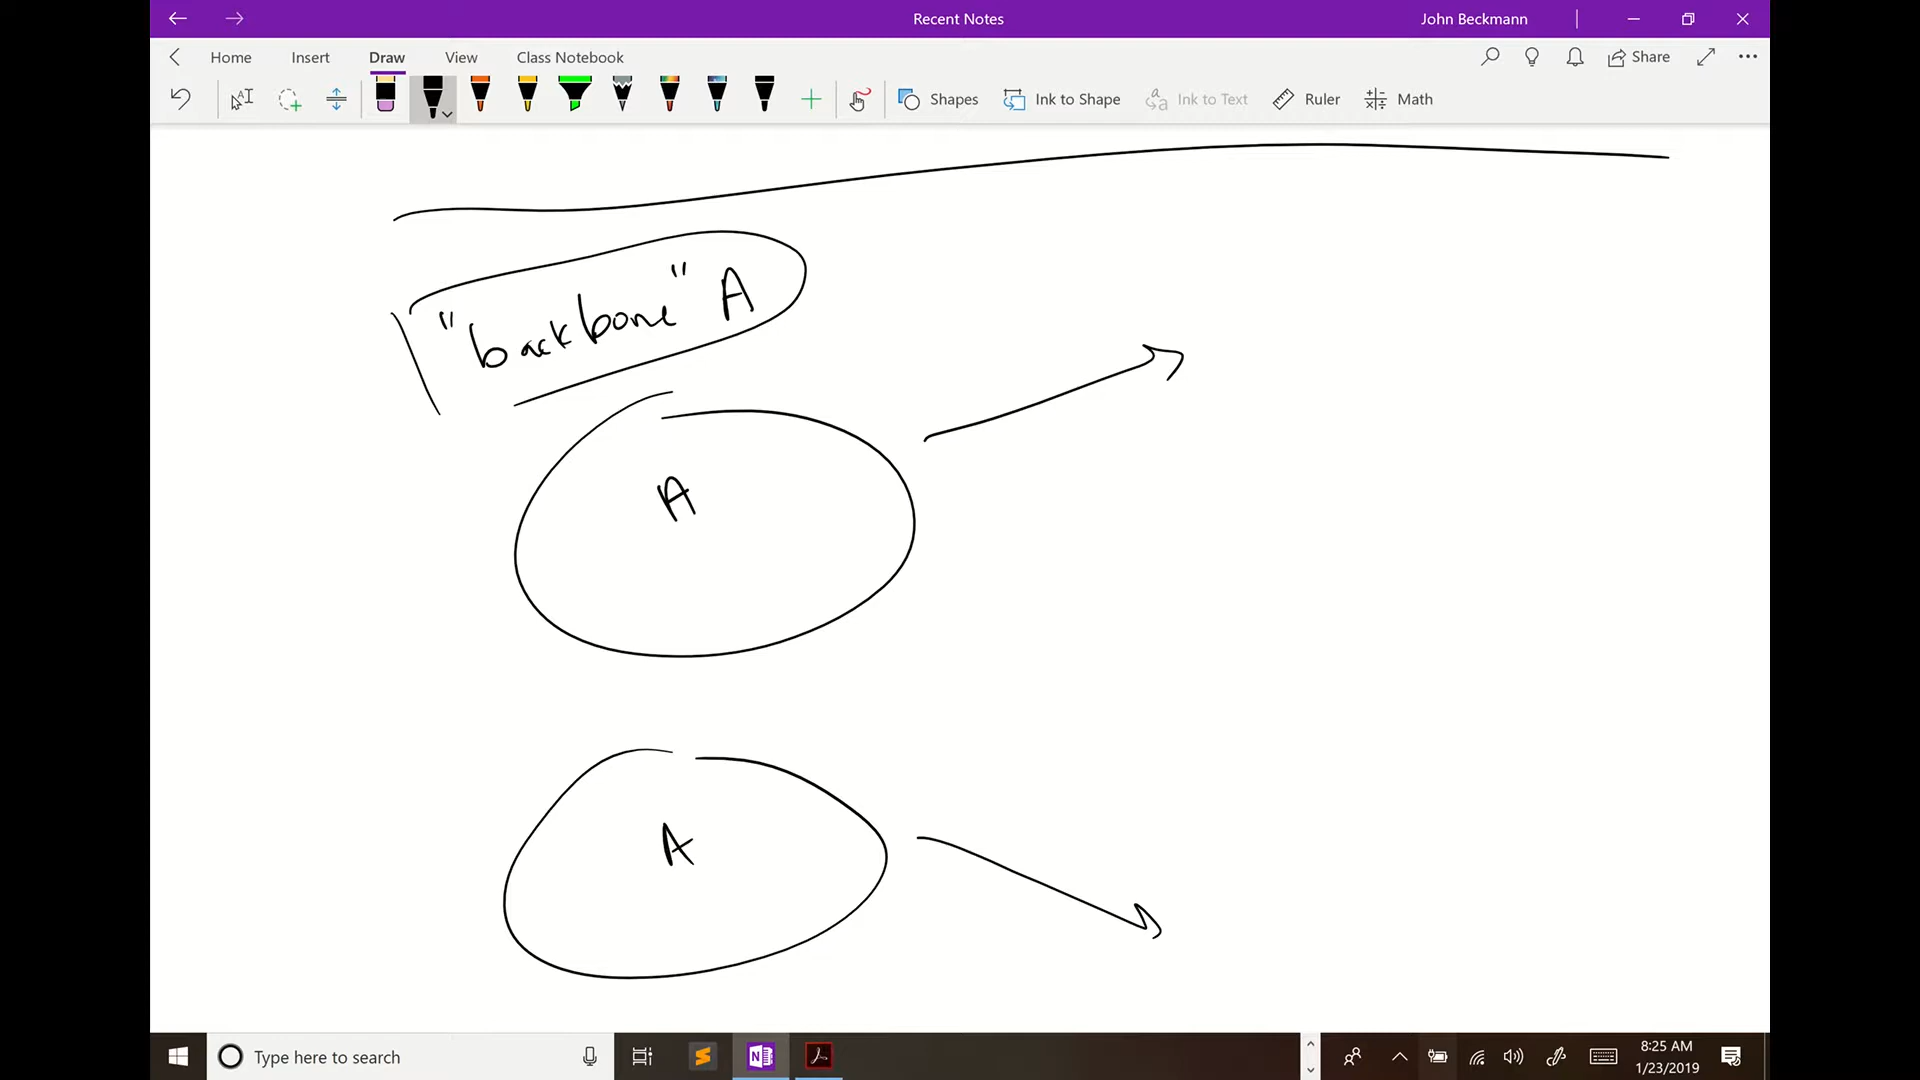 Recent Notes
John Beckmann
Home Insert Draw View Class Notebook
Share
Shapes Ink to Shape Ink to Text Ruler Math
"backbone" A
A
A
Type here to search
8:25 AM
1/23/2019